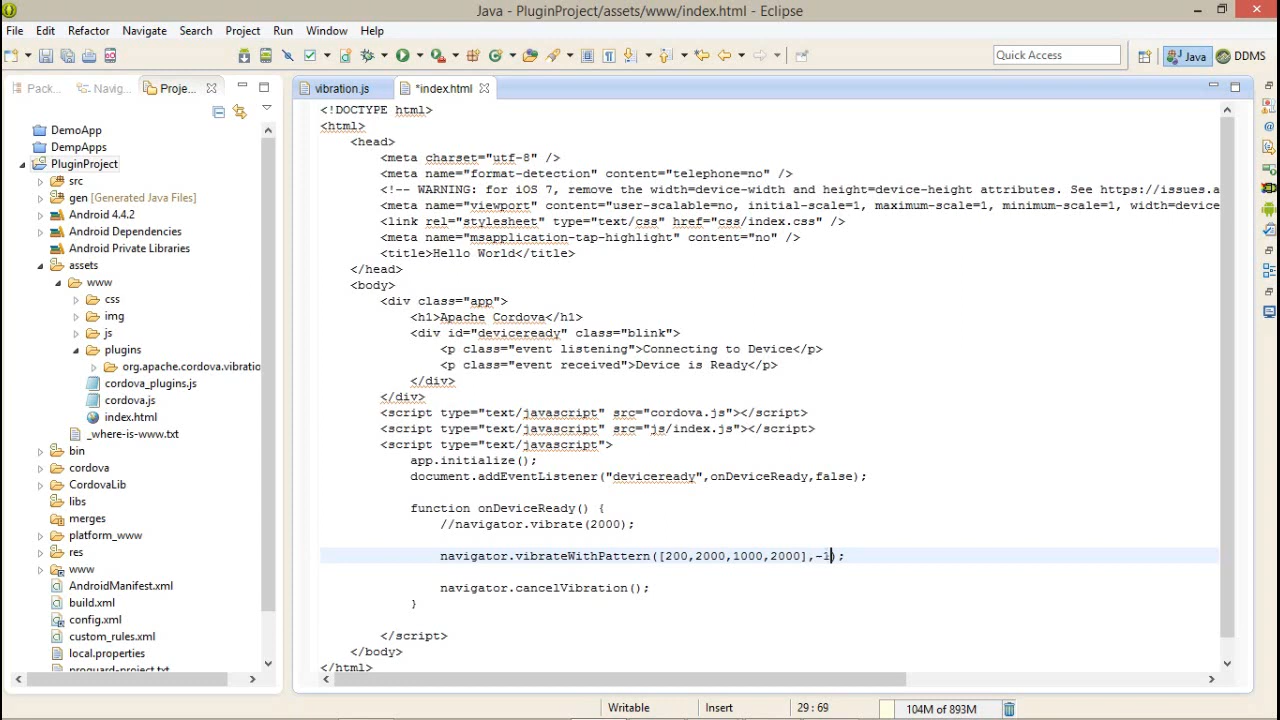 Java - PluginProject/assets/www/index.html - Eclipse
File Edit Refactor Navigate Search Project Run Window Help
Quick Access
Java
DDMS
Pack...
Navig...
Proje...
DemoApp
DempApps
PluginProject
src
gen [Generated Java Files]
Android 4.4.2
Android Dependencies
Android Private Libraries
assets
www
css
img
js
plugins
org.apache.cordova.vibratio
cordova_plugins.js
cordova.js
index.html
_where-is-www.txt
bin
cordova
CordovaLib
libs
merges
platform_www
res
www
AndroidManifest.xml
build.xml
config.xml
custom_rules.xml
local.properties
proguard-project.txt
vibration.js
*index.html
<!DOCTYPE html>
<html>
<head>
<meta charset="utf-8" />
<meta name="format-detection" content="telephone=no" />
<!-- WARNING: for iOS 7, remove the width=device-width and height=device-height attributes. See https://issues.a
<meta name="viewport" content="user-scalable=no, initial-scale=1, maximum-scale=1, minimum-scale=1, width=device
<link rel="stylesheet" type="text/css" href="css/index.css" />
<meta name="msapplication-tap-highlight" content="no" />
<title>Hello World</title>
</head>
<body>
<div class="app">
<h1>Apache Cordova</h1>
<div id="deviceready" class="blink">
<p class="event listening">Connecting to Device</p>
<p class="event received">Device is Ready</p>
</div>
</div>
<script type="text/javascript" src="cordova.js"></script>
<script type="text/javascript" src="js/index.js"></script>
<script type="text/javascript">
app.initialize();
document.addEventListener("deviceready",onDeviceReady,false);
function onDeviceReady() {
//navigator.vibrate(2000);
navigator.vibrateWithPattern([200,2000,1000,2000],-1);
navigator.cancelVibration();
}
</script>
</body>
</html>
Writable
Insert
29 : 69
104M of 893M